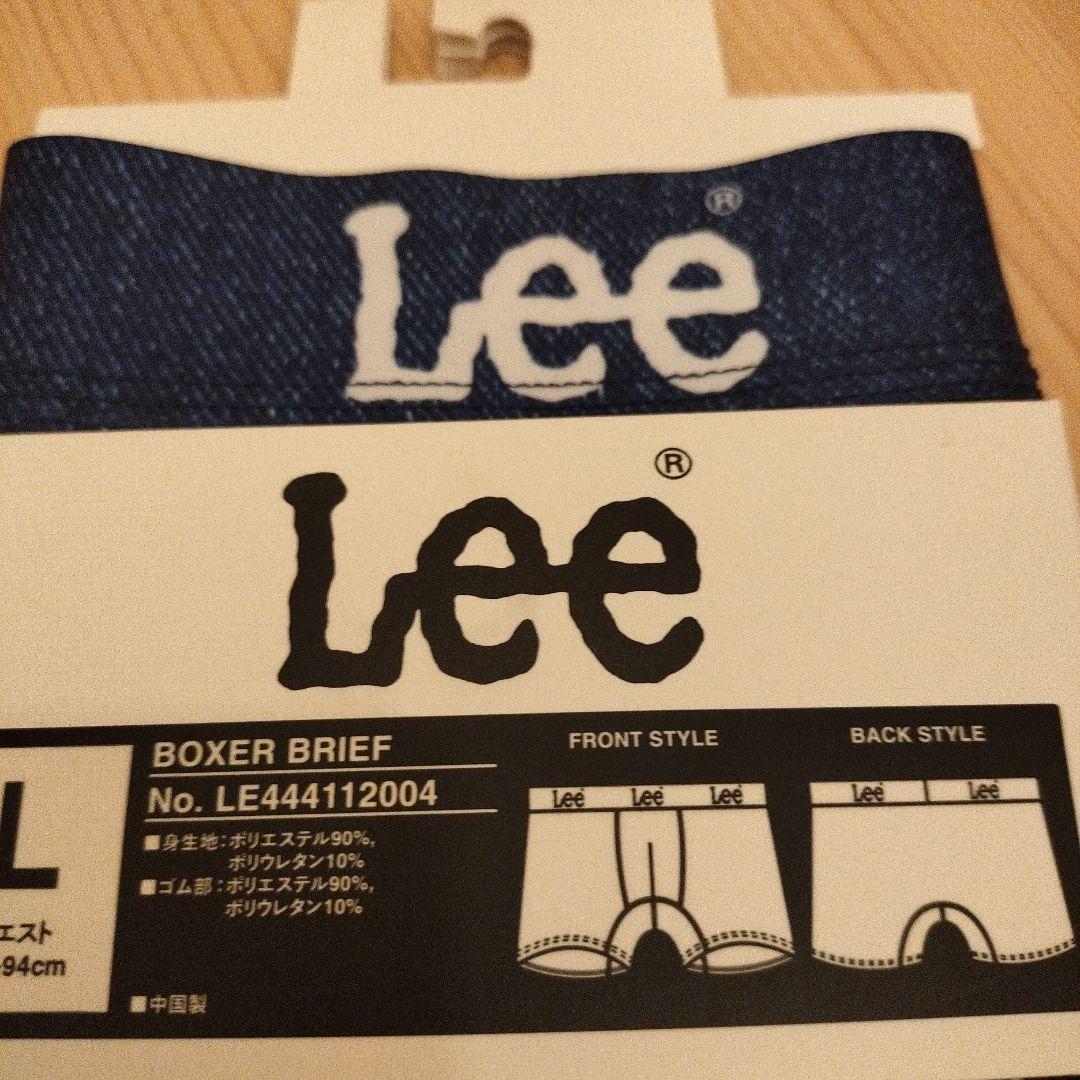 Lee®
Lee®
BOXER BRIEF
No. LE444112004
■身生地:ポリエステル90%,
ポリウレタン10%
■ゴム部:ポリエステル90%,
ポリウレタン10%
■中国製
L
エスト
-94cm
FRONT STYLE
Lee Lee Lee
BACK STYLE
Lee Lee